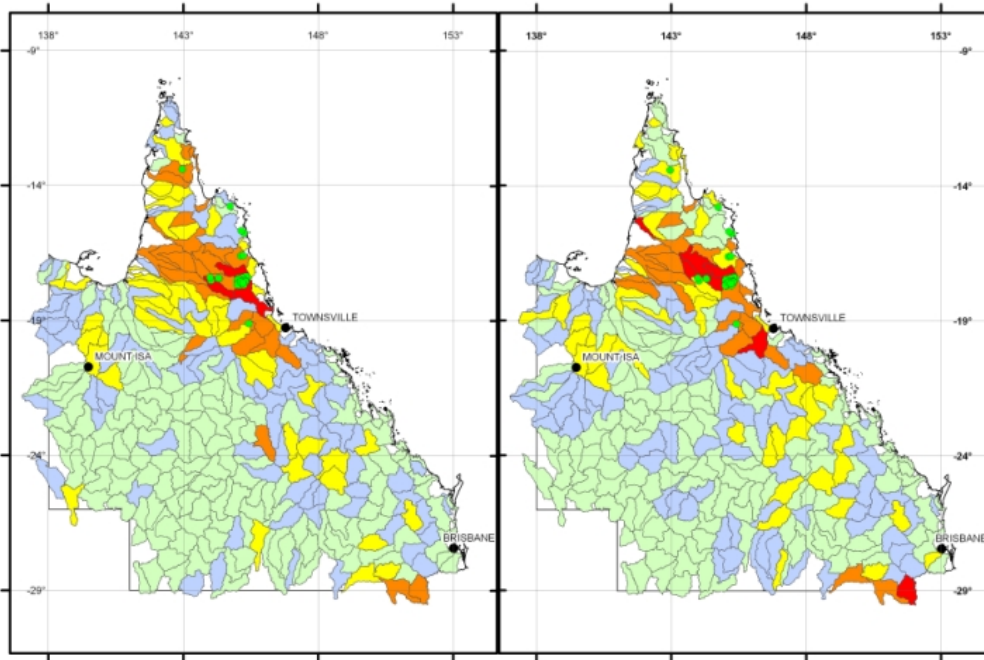 138° 143° 148° 153° 138° 143° 148° 153°
-9° -9°
-14° -14°
-19° TOWNSVILLE -19° TOWNSVILLE
MOUNT ISA MOUNT ISA
-24° -24°
BRISBANE BRISBANE
-29° -29°